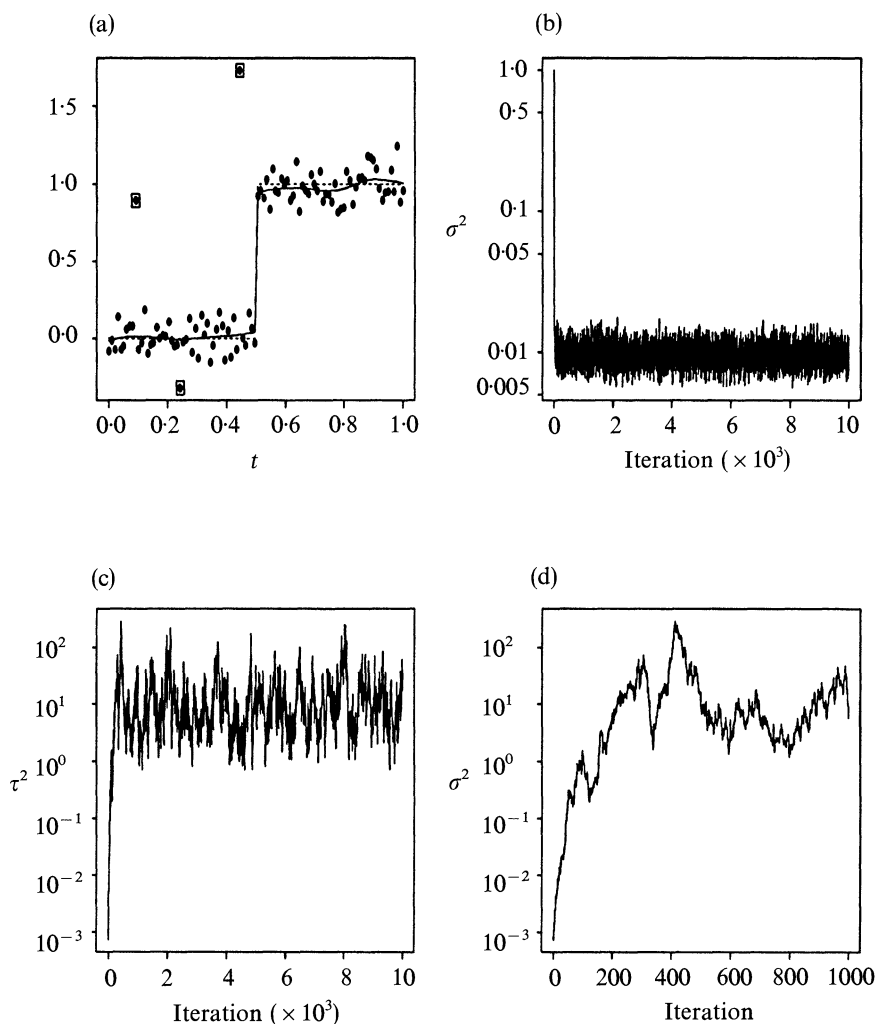 (a)
1·5
1·0
0·5
0·0
0·0 0·2 0·4 0·6 0·8 1·0
t
(b)
1·0
0·5
0·1
0·05
0·01
0·005
σ²
0 2 4 6 8 10
Iteration (× 10³)
(c)
10²
10¹
10⁰
10⁻¹
10⁻²
10⁻³
τ²
0 2 4 6 8 10
Iteration (× 10³)
(d)
10²
10¹
10⁰
10⁻¹
10⁻²
10⁻³
σ²
0 200 400 600 800 1000
Iteration